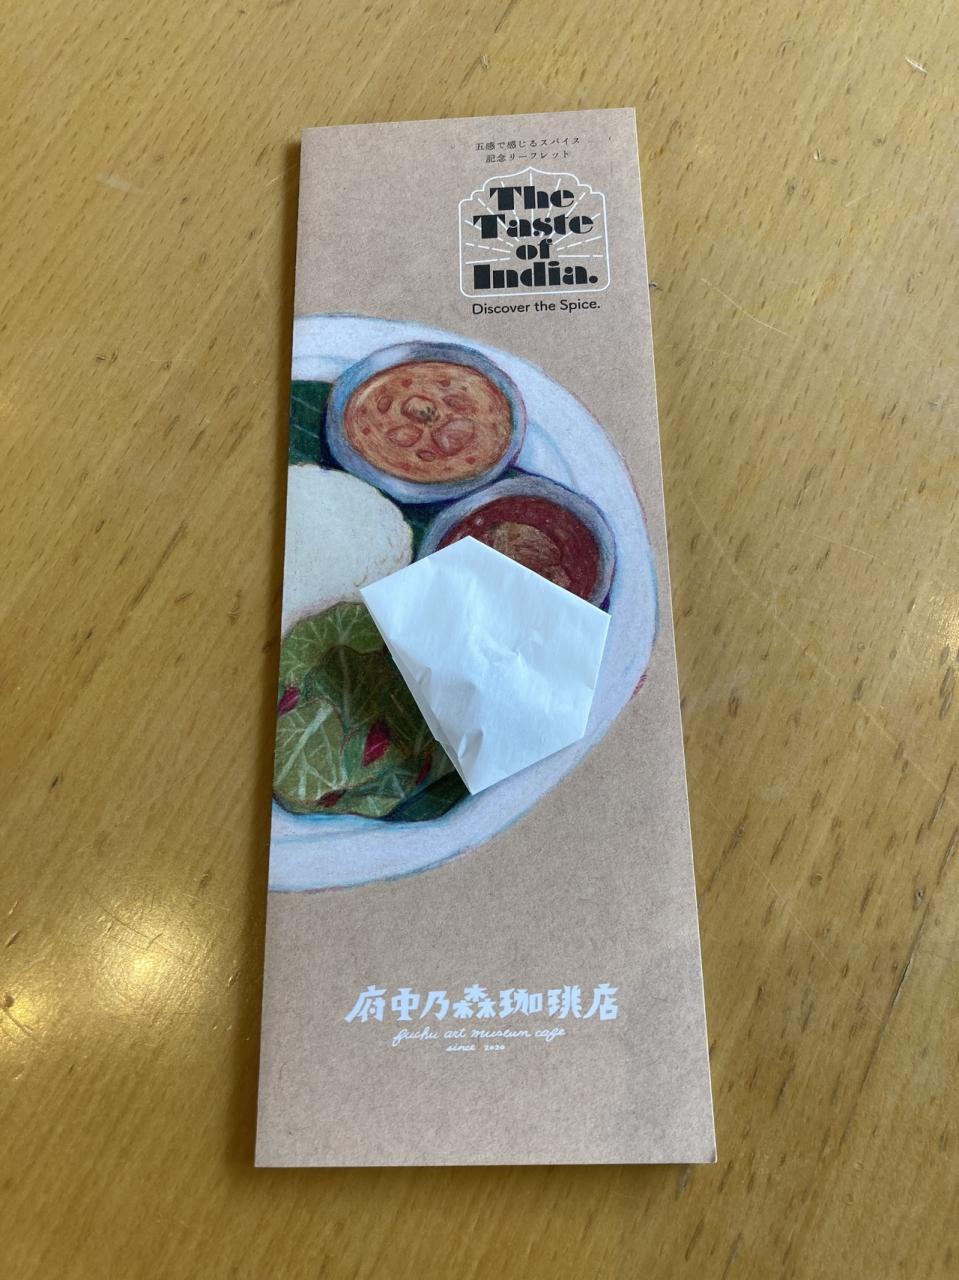 五感で感じるスパイス
記念リーフレット
The
Taste
of
India.
Discover the Spice.
府中乃森珈琲店
fuchu art museum cafe
since 2020